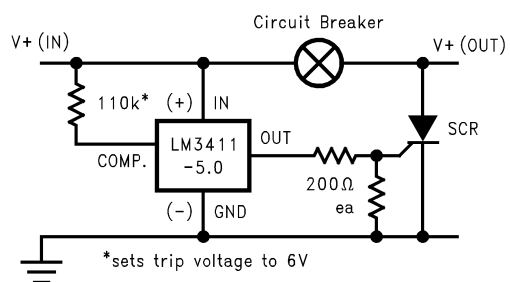 Circuit Breaker
V+ (IN)
V+ (OUT)
110k*
(+)
IN
COMP.
LM3411
-5.0
OUT
SCR
200Ω
ea
(-)
GND
*sets trip voltage to 6V